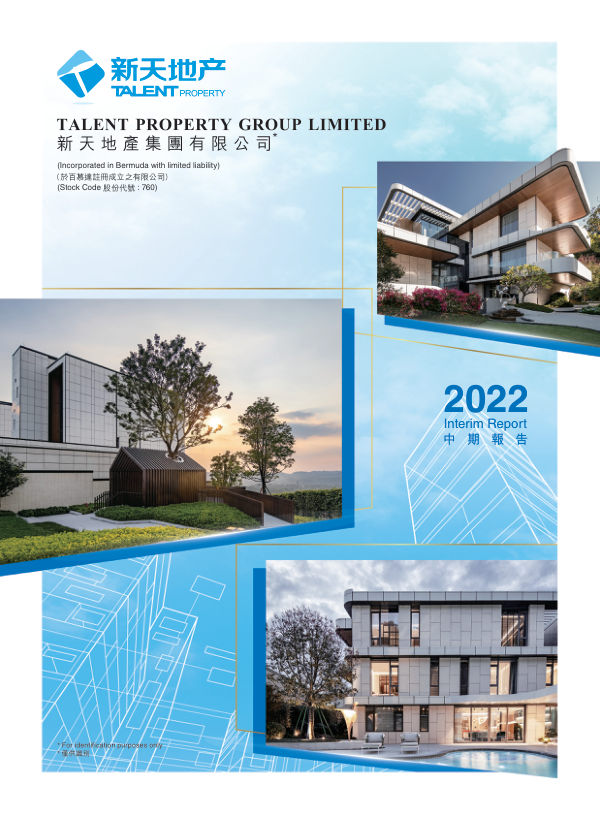 新天地产
TALENT PROPERTY
TALENT PROPERTY GROUP LIMITED
新天地產集團有限公司*
(Incorporated in Bermuda with limited liability)
(於百慕達註冊成立之有限公司)
(Stock Code 股份代號 : 760)
2022
Interim Report
中期報告
* For identification purposes only
* 僅供識別